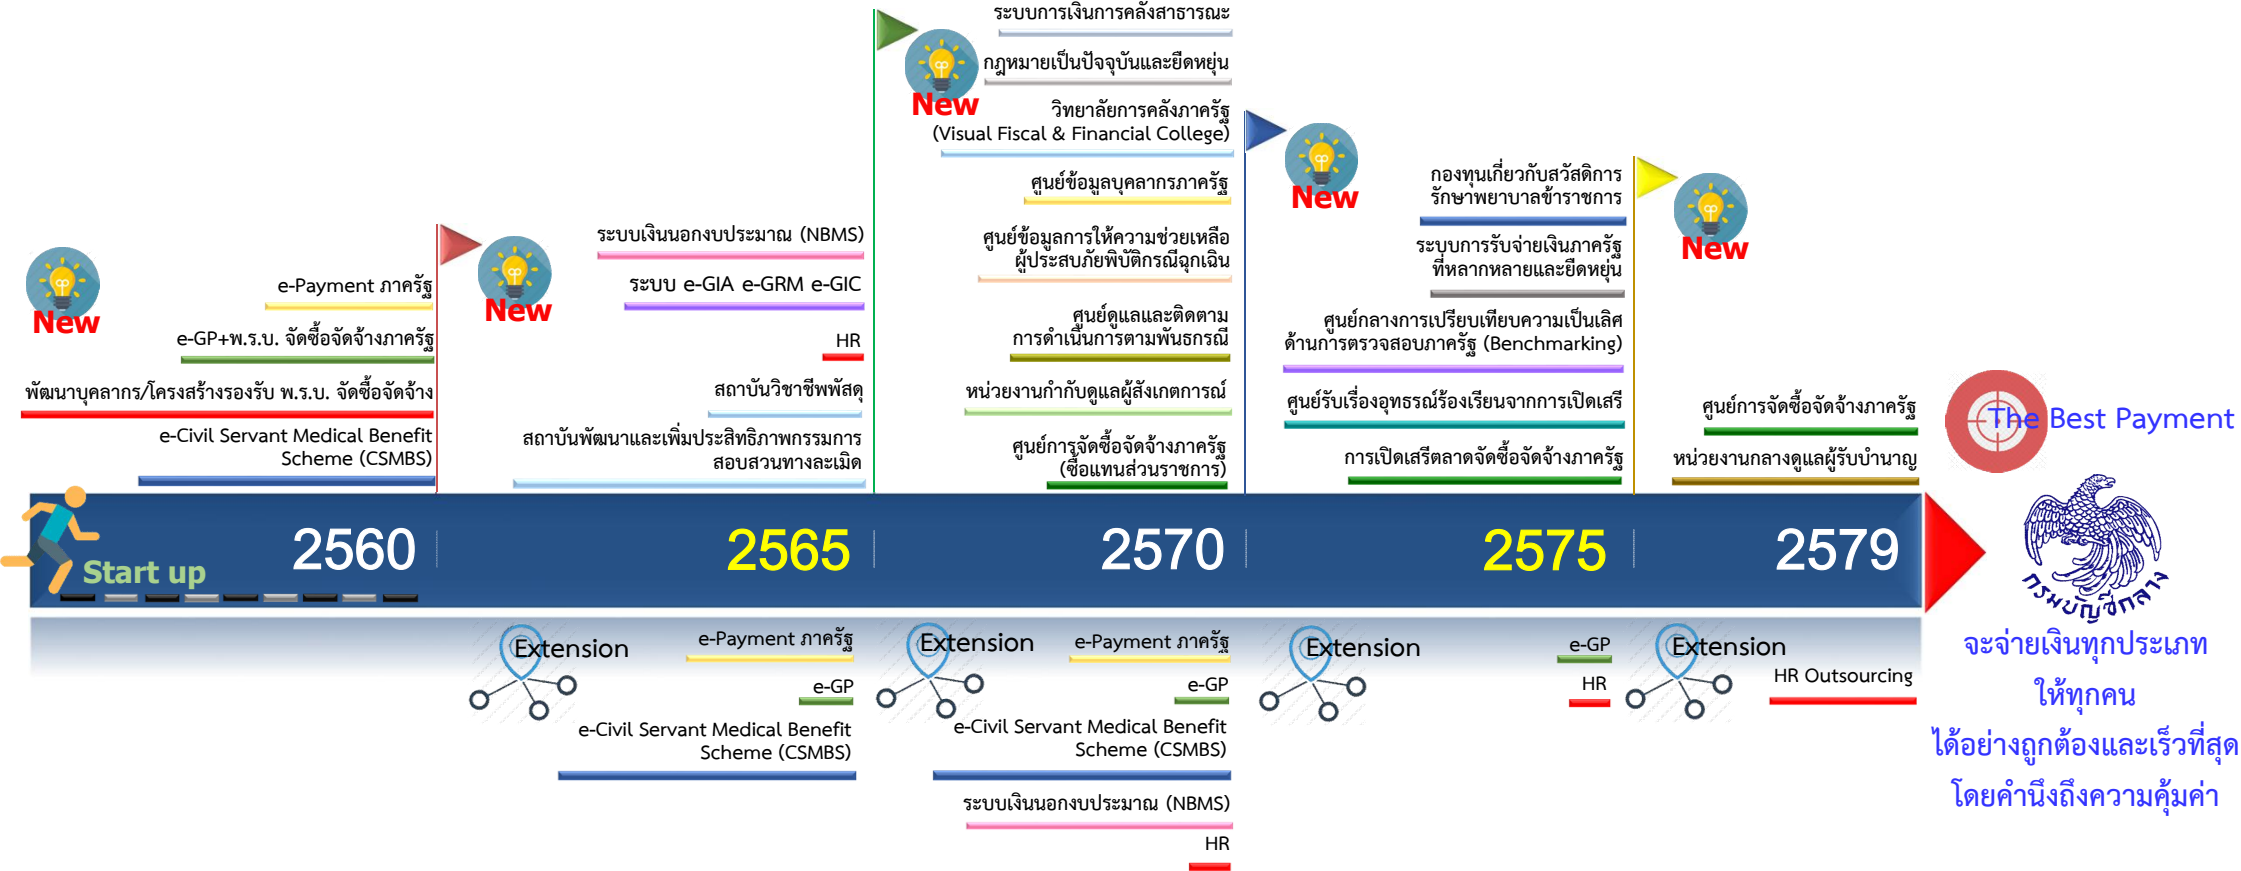 New
e-Payment ภาครัฐ
e-GP+พ.ร.บ. จัดซื้อจัดจ้างภาครัฐ
พัฒนาบุคลากร/โครงสร้างรองรับ พ.ร.บ. จัดซื้อจัดจ้าง
e-Civil Servant Medical Benefit
Scheme (CSMBS)
New
ระบบเงินนอกงบประมาณ (NBMS)
ระบบ e-GIA e-GRM e-GIC
HR
สถาบันวิชาชีพพัสดุ
สถาบันพัฒนาและเพิ่มประสิทธิภาพกรรมการ
สอบสวนทางละเมิด
New
ระบบการเงินการคลังสาธารณะ
กฎหมายเป็นปัจจุบันและยืดหยุ่น
วิทยาลัยการคลังภาครัฐ
(Visual Fiscal & Financial College)
ศูนย์ข้อมูลบุคลากรภาครัฐ
ศูนย์ข้อมูลการให้ความช่วยเหลือ
ผู้ประสบภัยพิบัติกรณีฉุกเฉิน
ศูนย์ดูแลและติดตาม
การดำเนินการตามพันธกรณี
หน่วยงานกำกับดูแลผู้สังเกตการณ์
ศูนย์การจัดซื้อจัดจ้างภาครัฐ
(ซื้อแทนส่วนราชการ)
New
กองทุนเกี่ยวกับสวัสดิการ
รักษาพยาบาลข้าราชการ
ระบบการรับจ่ายเงินภาครัฐ
ที่หลากหลายและยืดหยุ่น
ศูนย์กลางการเปรียบเทียบความเป็นเลิศ
ด้านการตรวจสอบภาครัฐ (Benchmarking)
ศูนย์รับเรื่องอุทธรณ์ร้องเรียนจากการเปิดเสรี
การเปิดเสรีตลาดจัดซื้อจัดจ้างภาครัฐ
New
ศูนย์การจัดซื้อจัดจ้างภาครัฐ
หน่วยงานกลางดูแลผู้รับบำนาญ
The Best Payment
Start up
2560
2565
2570
2575
2579
กรมบัญชีกลาง
Extension
e-Payment ภาครัฐ
e-GP
e-Civil Servant Medical Benefit
Scheme (CSMBS)
Extension
e-Payment ภาครัฐ
e-GP
e-Civil Servant Medical Benefit
Scheme (CSMBS)
ระบบเงินนอกงบประมาณ (NBMS)
HR
Extension
e-GP
HR
Extension
HR Outsourcing
จะจ่ายเงินทุกประเภท
ให้ทุกคน
ได้อย่างถูกต้องและเร็วที่สุด
โดยคำนึงถึงความคุ้มค่า